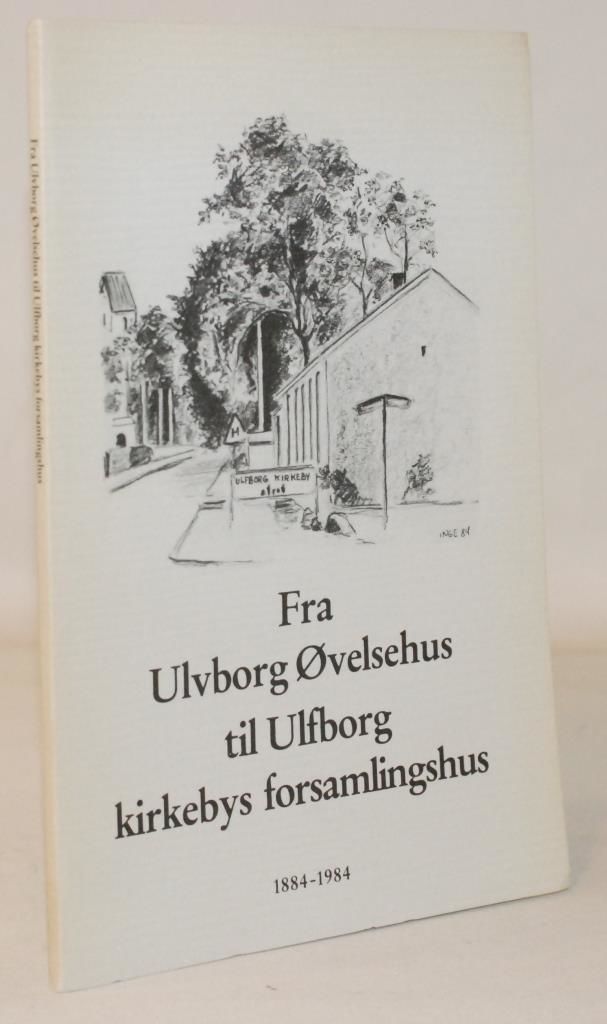 Fra Ulvborg Øvelsehus til Ulfborg kirkebys forsamlingshus
ULFBORG KIRKEBY
INGE 84
Fra
Ulvborg Øvelsehus
til Ulfborg
kirkebys forsamlingshus
1884-1984